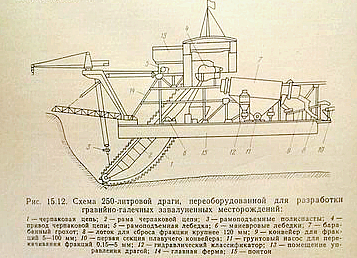 Рис. 15.12. Схема 250-литровой драги, переоборудованной для разработки
гравийно-галечных завалуненных месторождений:
1 — черпаковая цепь; 2 — рама черпаковой цепи; 3 — рамоподъемные полиспасты; 4 —
привод черпаковой цепи; 5 — рамоподъемная лебедка; 6 — маневровые лебедки; 7 — бара-
банный грохот; 8 — лоток для сброса фракций крупнее 120 мм; 9 — конвейер для фрак-
ций 5—100 мм; 10 — первая секция плавучего конвейера; 11 — грунтовый насос для пере-
качивания фракций 0,15—5 мм; 12 — гидравлический классификатор; 13 — помещение уп-
равления драгой; 14 — главная ферма; 15 — понтон